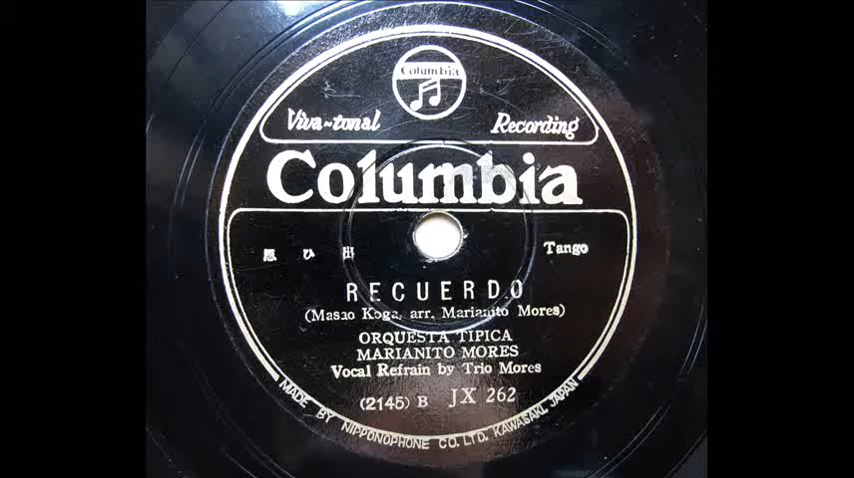 Columbia
Viva-tonal Recording
Columbia
思 ひ 出 Tango
RECUERDO
(Masao Koga, arr. Marianito Mores)
ORQUESTA TIPICA
MARIANITO MORES
Vocal Refrain by Trio Mores
(2145) B JX 262
MADE BY NIPPONOPHONE CO. LTD. KAWASAKI, JAPAN